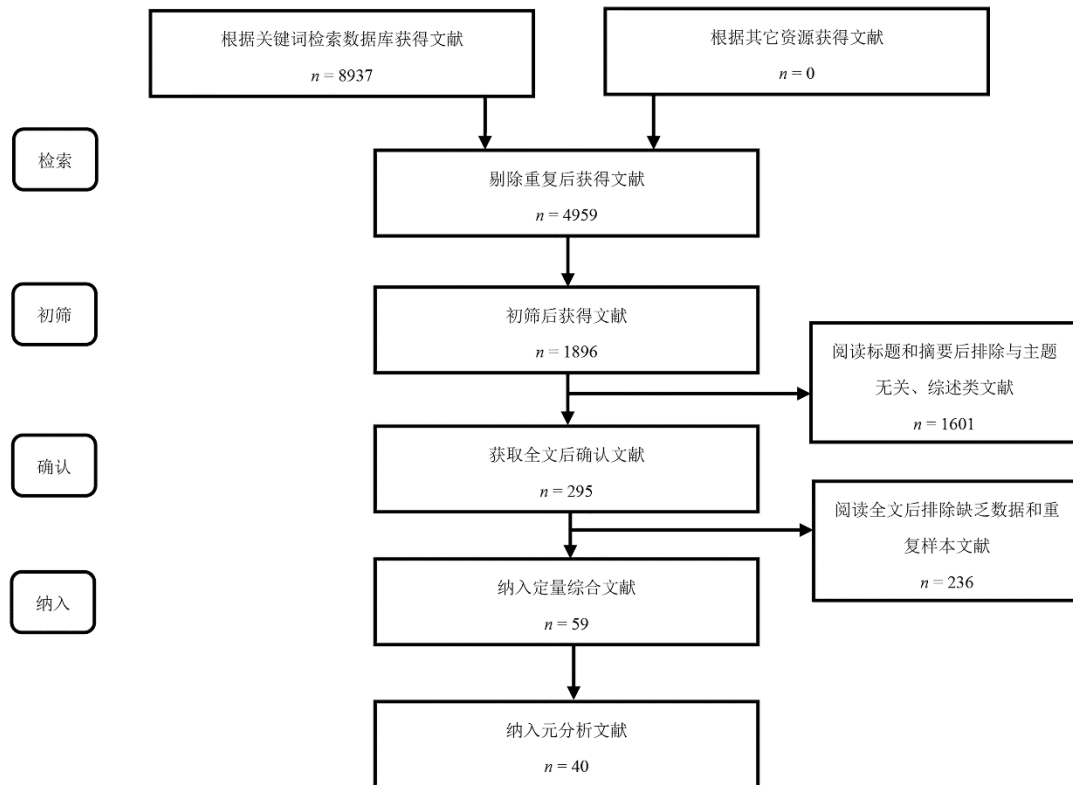 根据关键词检索数据库获得文献
n = 8937
根据其它资源获得文献
n = 0
检索
剔除重复后获得文献
n = 4959
初筛
初筛后获得文献
n = 1896
阅读标题和摘要后排除与主题
无关、综述类文献
n = 1601
确认
获取全文后确认文献
n = 295
阅读全文后排除缺乏数据和重
复样本文献
n = 236
纳入
纳入定量综合文献
n = 59
纳入元分析文献
n = 40